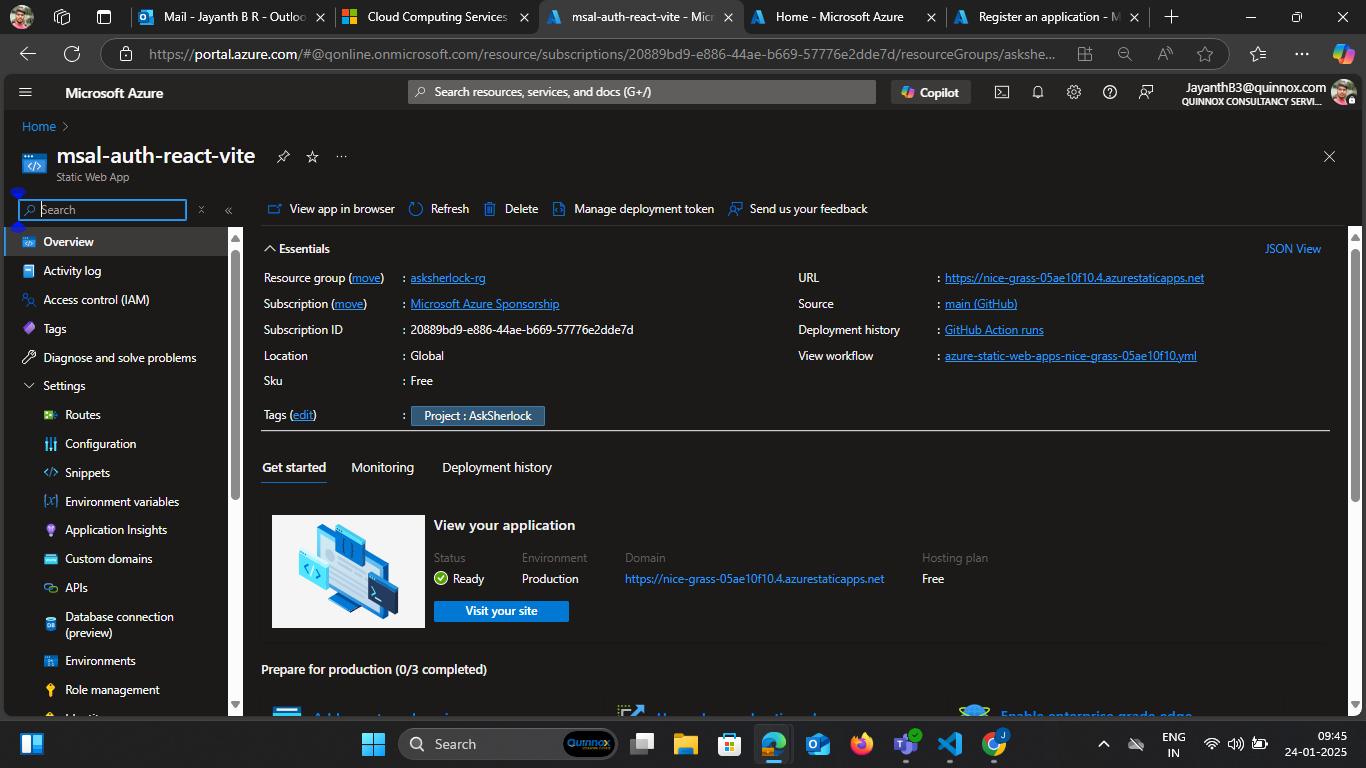 Mail - Jayanth B R - Outloo
Cloud Computing Services
msal-auth-react-vite - Micr
Home - Microsoft Azure
Register an application - M
https://portal.azure.com/#@qonline.onmicrosoft.com/resource/subscriptions/20889bd9-e886-44ae-b669-57776e2dde7d/resourceGroups/askshe...
Microsoft Azure
Search resources, services, and docs (G+/)
Copilot
JayanthB3@quinnox.com
QUINNOX CONSULTANCY SERVI...
Home
msal-auth-react-vite
Static Web App
Search
View app in browser
Refresh
Delete
Manage deployment token
Send us your feedback
Overview
Activity log
Access control (IAM)
Tags
Diagnose and solve problems
Settings
Routes
Configuration
Snippets
Environment variables
Application Insights
Custom domains
APIs
Database connection
(preview)
Environments
Role management
Essentials
JSON View
Resource group (move) : asksherlock-rg
Subscription (move) : Microsoft Azure Sponsorship
Subscription ID : 20889bd9-e886-44ae-b669-57776e2dde7d
Location : Global
Sku : Free
Tags (edit) : Project : AskSherlock
URL : https://nice-grass-05ae10f10.4.azurestaticapps.net
Source : main (GitHub)
Deployment history : GitHub Action runs
View workflow : azure-static-web-apps-nice-grass-05ae10f10.yml
Get started
Monitoring
Deployment history
View your application
Status
Environment
Domain
Hosting plan
Ready
Production
https://nice-grass-05ae10f10.4.azurestaticapps.net
Free
Visit your site
Prepare for production (0/3 completed)
Enable enterprise grade edge
Search
Quinnox
ENG
IN
09:45
24-01-2025